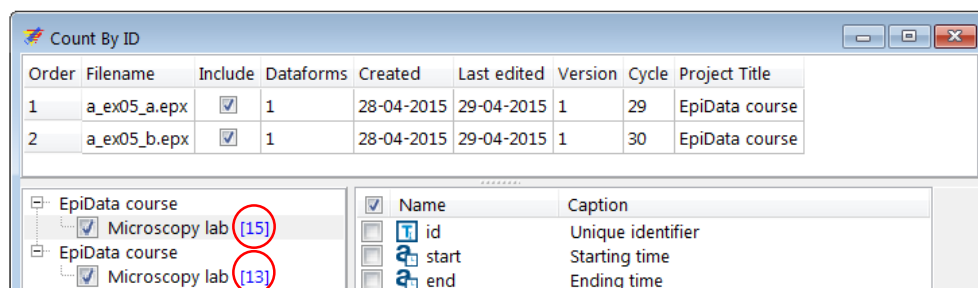 Count By ID
Order Filename Include Dataforms Created Last edited Version Cycle Project Title
1 a_ex05_a.epx 1 28-04-2015 29-04-2015 1 29 EpiData course
2 a_ex05_b.epx 1 28-04-2015 29-04-2015 1 30 EpiData course
EpiData course
Microscopy lab [15]
EpiData course
Microscopy lab [13]
Name Caption
id Unique identifier
start Starting time
end Ending time